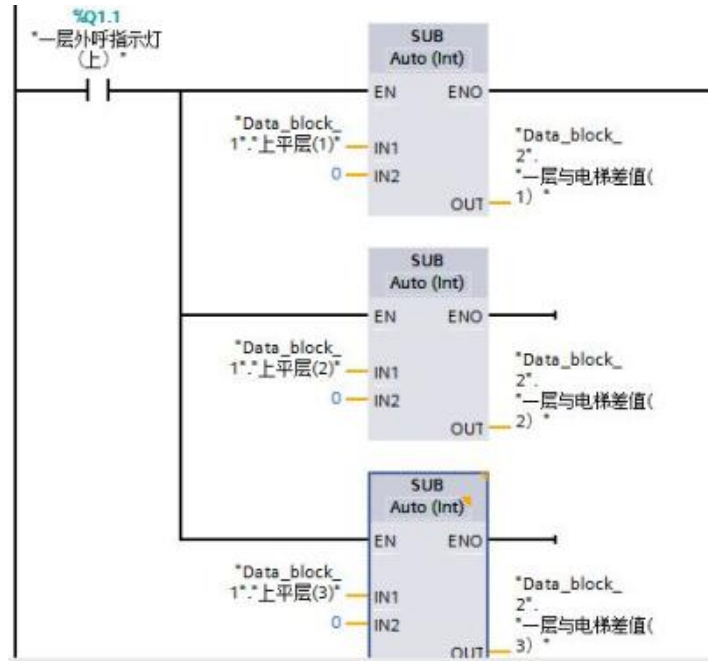 %Q1.1
"一层外呼指示灯
（上）"
SUB
Auto (Int)
EN
ENO
"Data_block_
1"."上平层(1)"
IN1
0
IN2
"Data_block_
2".
"一层与电梯差值(
1）"
OUT
SUB
Auto (Int)
EN
ENO
"Data_block_
1"."上平层(2)"
IN1
0
IN2
"Data_block_
2".
"一层与电梯差值(
2）"
OUT
SUB
Auto (Int)
EN
ENO
"Data_block_
1"."上平层(3)"
IN1
0
IN2
"Data_block_
2".
"一层与电梯差值(
3）"
OUT